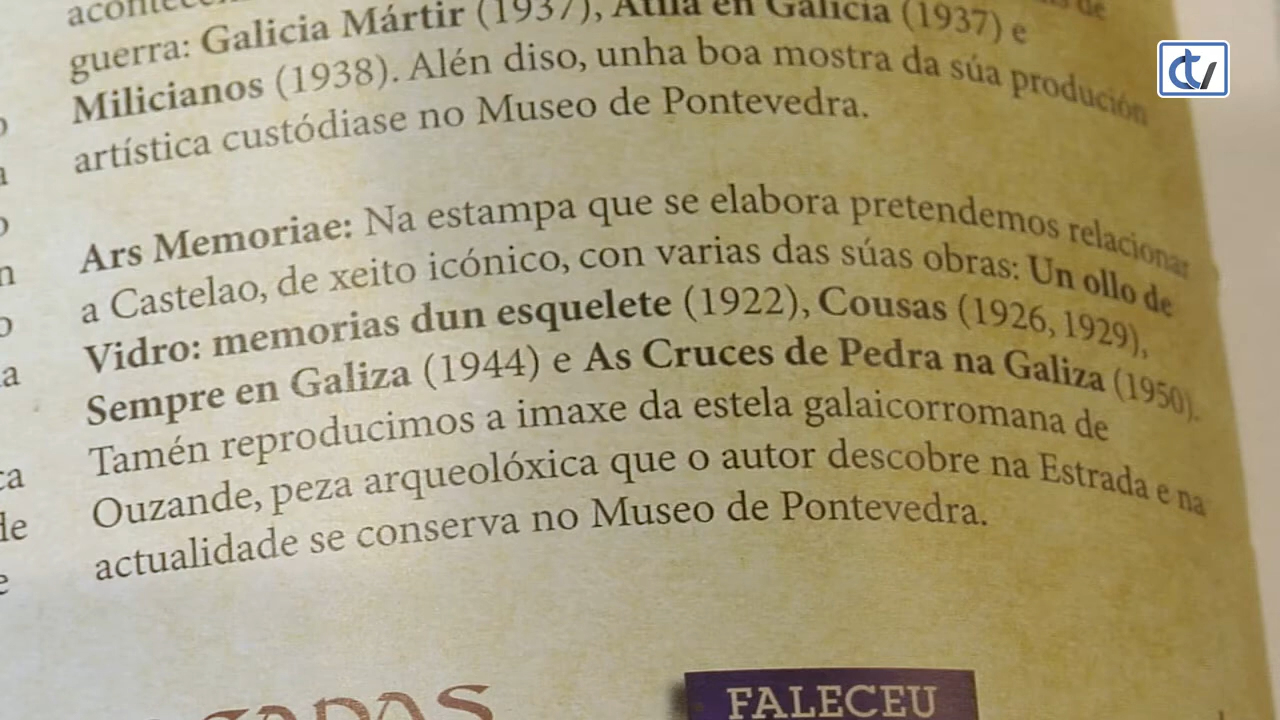 guerra: Galicia Mártir (1937), Atila en Galicia (1937) e
Milicianos (1938). Alén diso, unha boa mostra da súa produción
artística custódiase no Museo de Pontevedra.
Ars Memoriae: Na estampa que se elabora pretendemos relacionar
a Castelao, de xeito icónico, con varias das súas obras: Un ollo de
Vidro: memorias dun esquelete (1922), Cousas (1926, 1929),
Sempre en Galiza (1944) e As Cruces de Pedra na Galiza (1950).
Tamén reproducimos a imaxe da estela galaicorromana de
Ouzande, peza arqueolóxica que o autor descobre na Estrada e na
actualidade se conserva no Museo de Pontevedra.
FALECEU